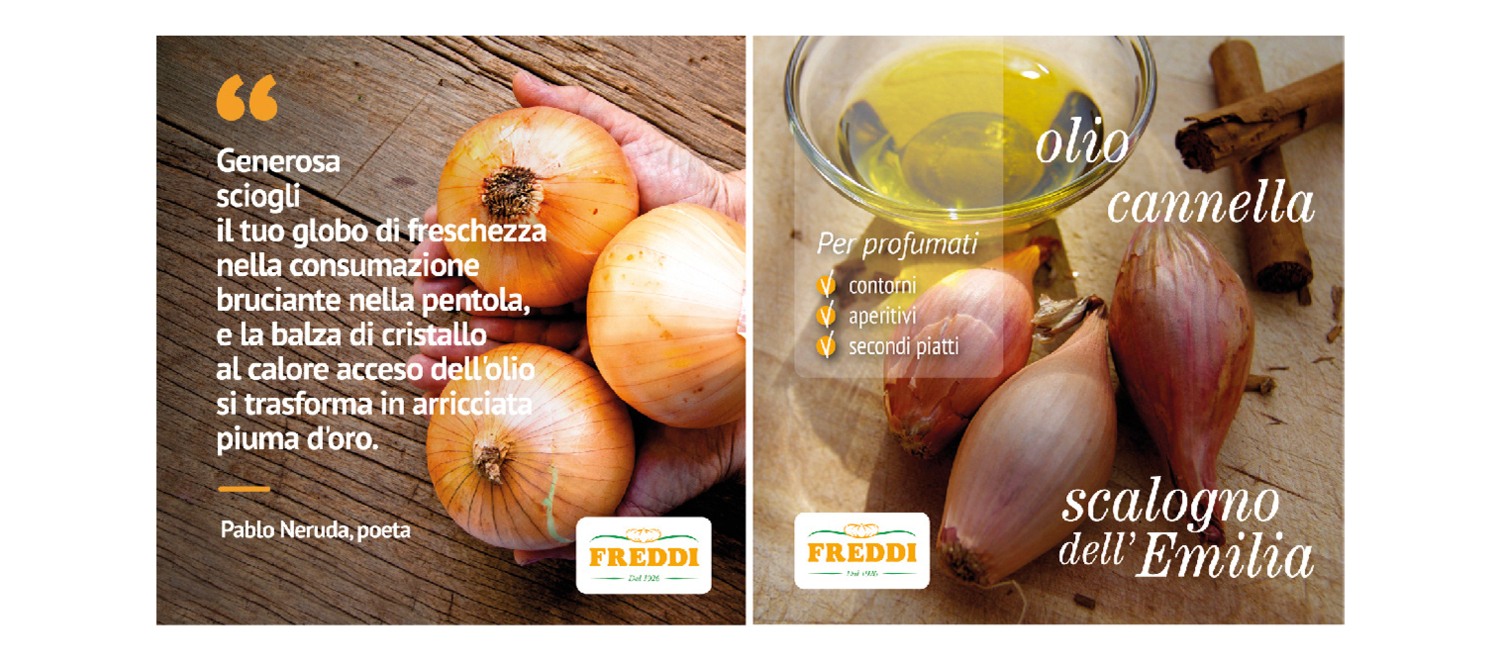 “
Generosa
sciogli
il tuo globo di freschezza
nella consumazione
bruciante nella pentola,
e la balza di cristallo
al calore acceso dell'olio
si trasforma in arricciata
piuma d'oro.
Pablo Neruda, poeta
FREDDI
Dal 1926
olio
cannella
Per profumati
contorni
aperitivi
secondi piatti
scalogno
dell' Emilia
FREDDI
Dal 1926